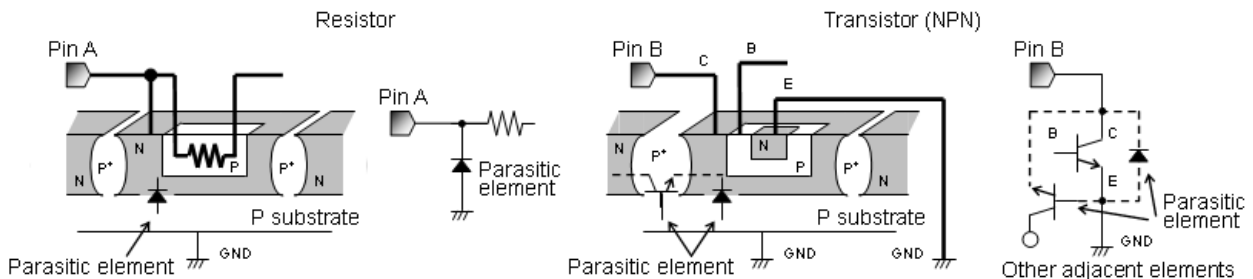 Resistor
Pin A
N
P⁺
N
P
P⁺
N
P substrate
GND
Parasitic element
Pin A
Parasitic
element
Transistor (NPN)
Pin B
C
B
E
N
P⁺
N
P
P⁺
N
P substrate
GND
GND
Parasitic element
Pin B
B
C
E
Parasitic
element
GND
Other adjacent elements